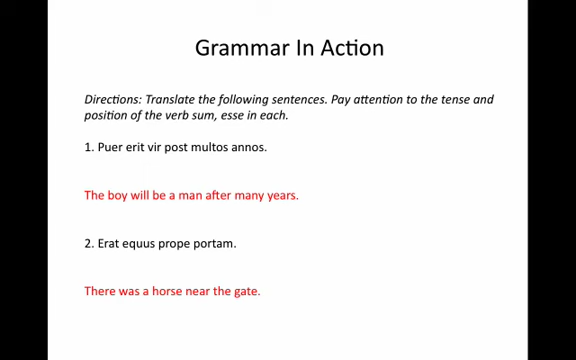 Grammar In Action
Directions: Translate the following sentences. Pay attention to the tense and
position of the verb sum, esse in each.
1. Puer erit vir post multos annos.
The boy will be a man after many years.
2. Erat equus prope portam.
There was a horse near the gate.